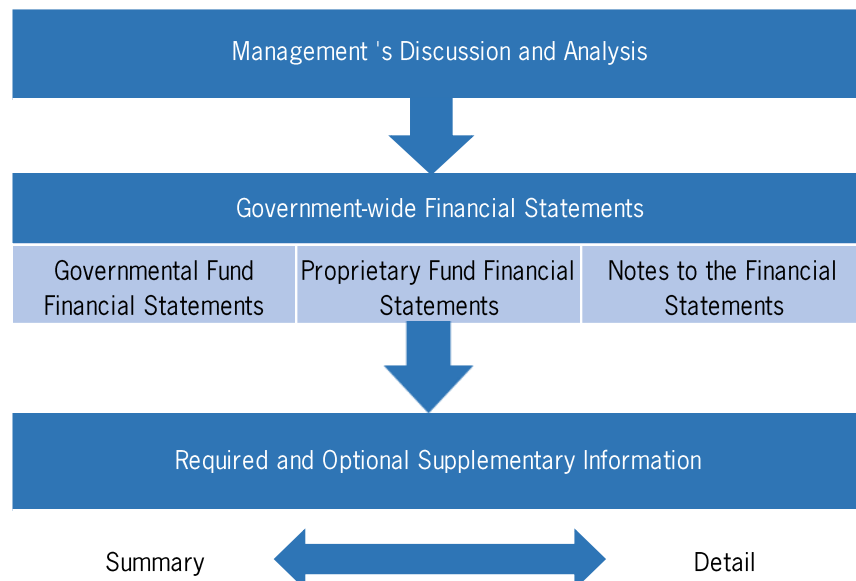 Management 's Discussion and Analysis
Government-wide Financial Statements
Governmental Fund
Financial Statements
Proprietary Fund Financial
Statements
Notes to the Financial
Statements
Required and Optional Supplementary Information
Summary
Detail